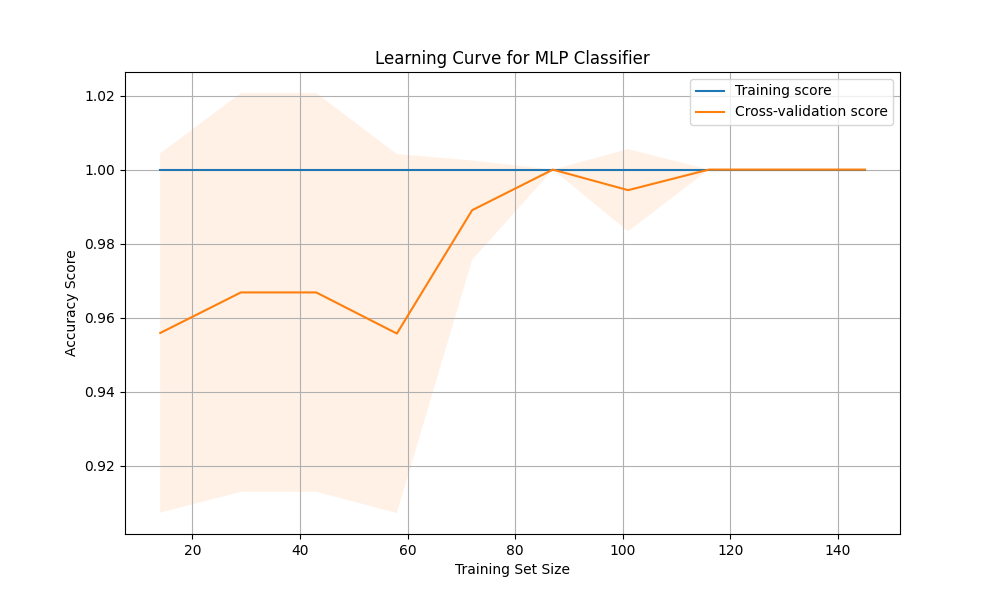 Learning Curve for MLP Classifier
Training score
Cross-validation score
1.02
1.00
0.98
0.96
0.94
0.92
Accuracy Score
20 40 60 80 100 120 140
Training Set Size